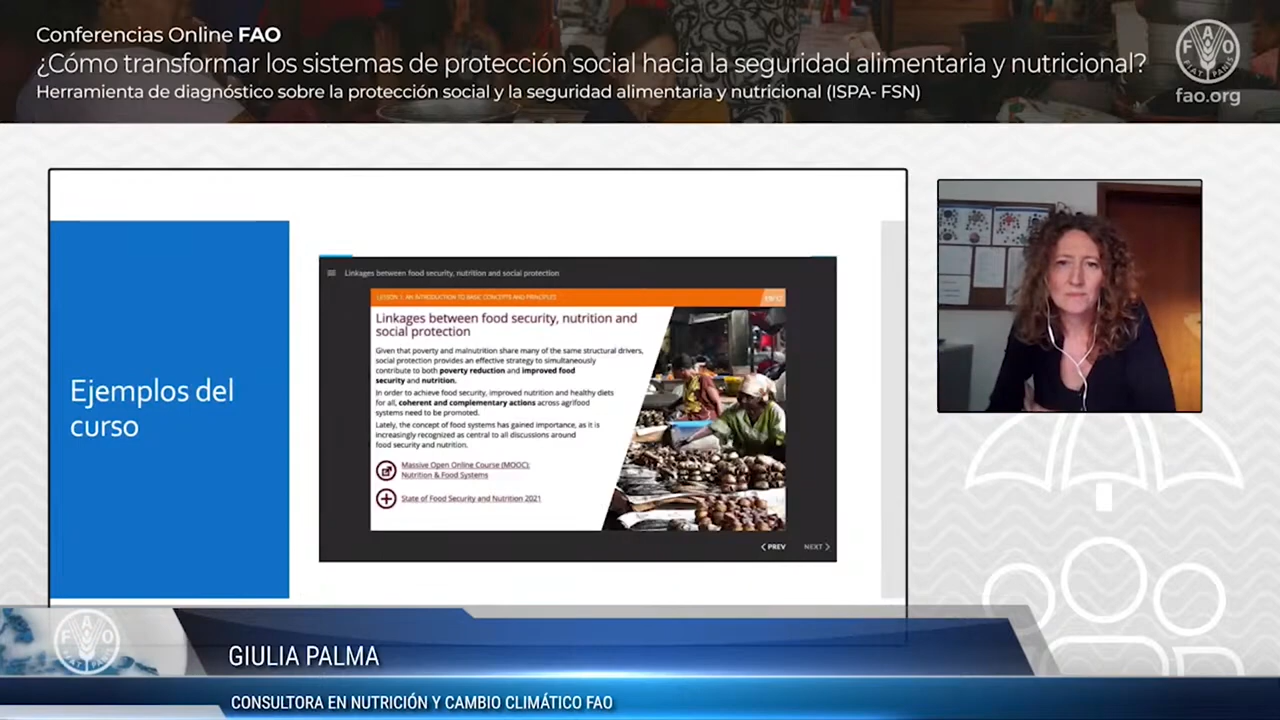 Conferencias Online FAO
¿Cómo transformar los sistemas de protección social hacia la seguridad alimentaria y nutricional?
Herramienta de diagnóstico sobre la protección social y la seguridad alimentaria y nutricional (ISPA- FSN)
FAO
FIAT PANIS
fao.org
Ejemplos del
curso
Linkages between food security, nutrition and social protection
LESSON 1: AN INTRODUCTION TO BASIC CONCEPTS AND PRINCIPLES
Linkages between food security, nutrition and
social protection
Given that poverty and malnutrition share many of the same structural drivers,
social protection provides an effective strategy to simultaneously
contribute to both poverty reduction and improved food
security and nutrition.
In order to achieve food security, improved nutrition and healthy diets
for all, coherent and complementary actions across agrifood
systems need to be promoted.
Lately, the concept of food systems has gained importance, as it is
increasingly recognized as central to all discussions around
food security and nutrition.
Massive Open Online Course (MOOC):
Nutrition & Food Systems
State of Food Security and Nutrition 2021
PREV
NEXT
FAO
FIAT PANIS
GIULIA PALMA
CONSULTORA EN NUTRICIÓN Y CAMBIO CLIMÁTICO FAO